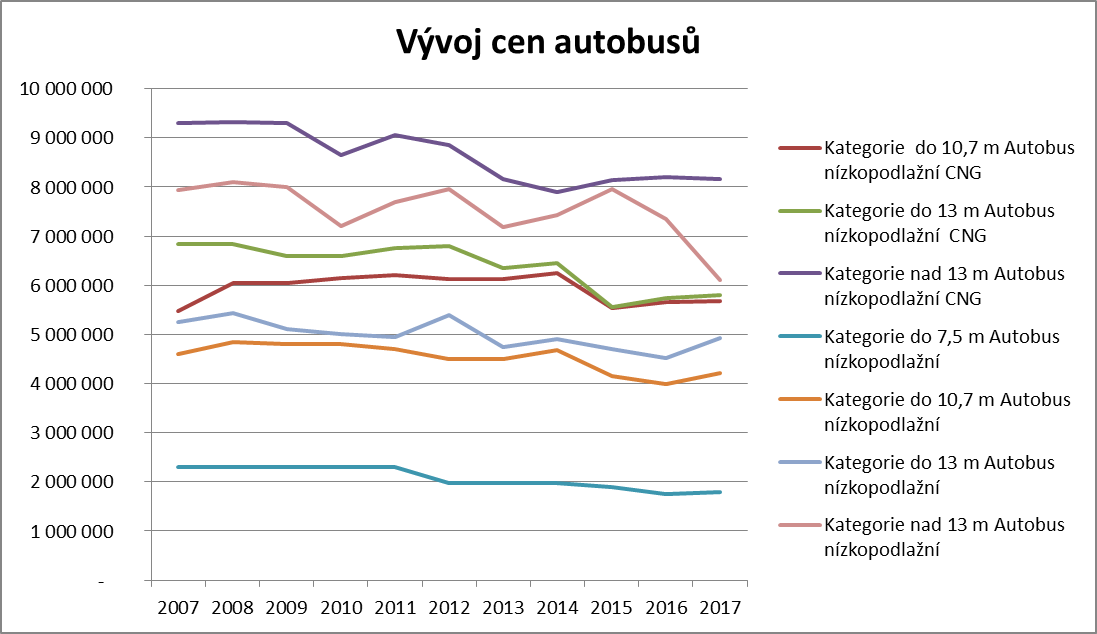 Vývoj cen autobusů
10 000 000
9 000 000
8 000 000
7 000 000
6 000 000
5 000 000
4 000 000
3 000 000
2 000 000
1 000 000
-
2007 2008 2009 2010 2011 2012 2013 2014 2015 2016 2017
Kategorie  do 10,7 m Autobus
nízkopodlažní CNG
Kategorie do 13 m Autobus
nízkopodlažní  CNG
Kategorie nad 13 m Autobus
nízkopodlažní CNG
Kategorie do 7,5 m Autobus
nízkopodlažní
Kategorie do 10,7 m Autobus
nízkopodlažní
Kategorie do 13 m Autobus
nízkopodlažní
Kategorie nad 13 m Autobus
nízkopodlažní